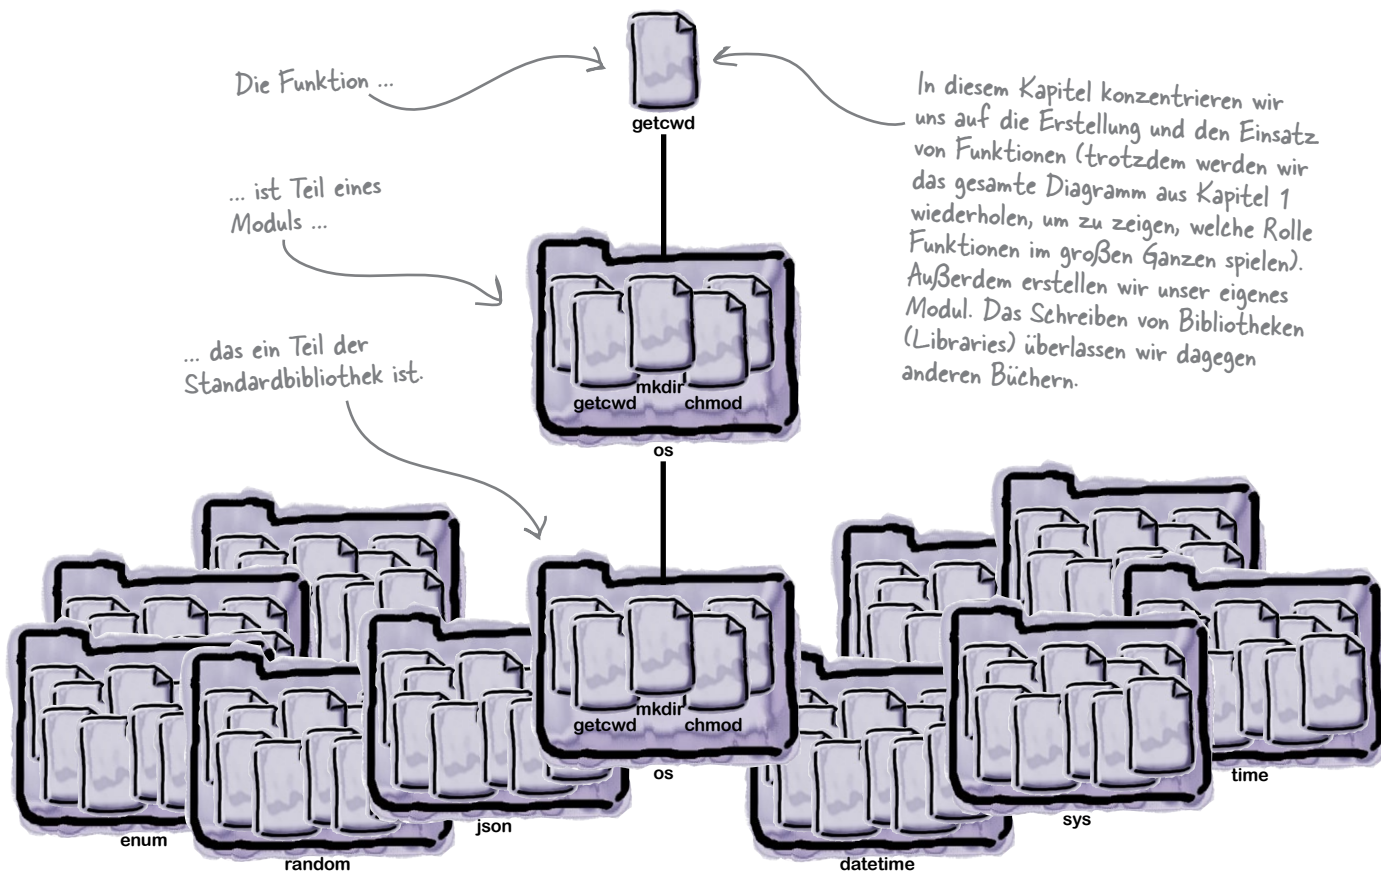 Die Funktion ...
getcwd
In diesem Kapitel konzentrieren wir
uns auf die Erstellung und den Einsatz
von Funktionen (trotzdem werden wir
das gesamte Diagramm aus Kapitel 1
wiederholen, um zu zeigen, welche Rolle
Funktionen im großen Ganzen spielen).
Außerdem erstellen wir unser eigenes
Modul. Das Schreiben von Bibliotheken
(Libraries) überlassen wir dagegen
anderen Büchern.
... ist Teil eines
Moduls ...
mkdir
getcwd chmod
os
... das ein Teil der
Standardbibliothek ist.
mkdir
getcwd chmod
os
time
sys
json
enum
random
datetime